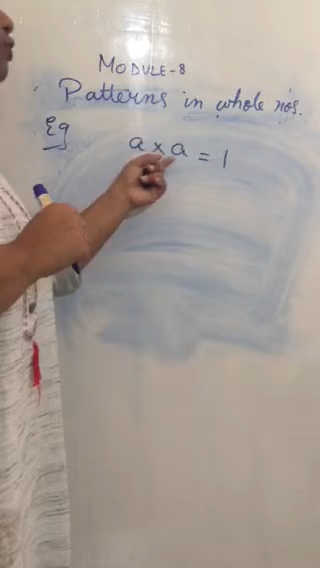 MODULE-8
Patterns in whole nos.
Eg
a × a = 1